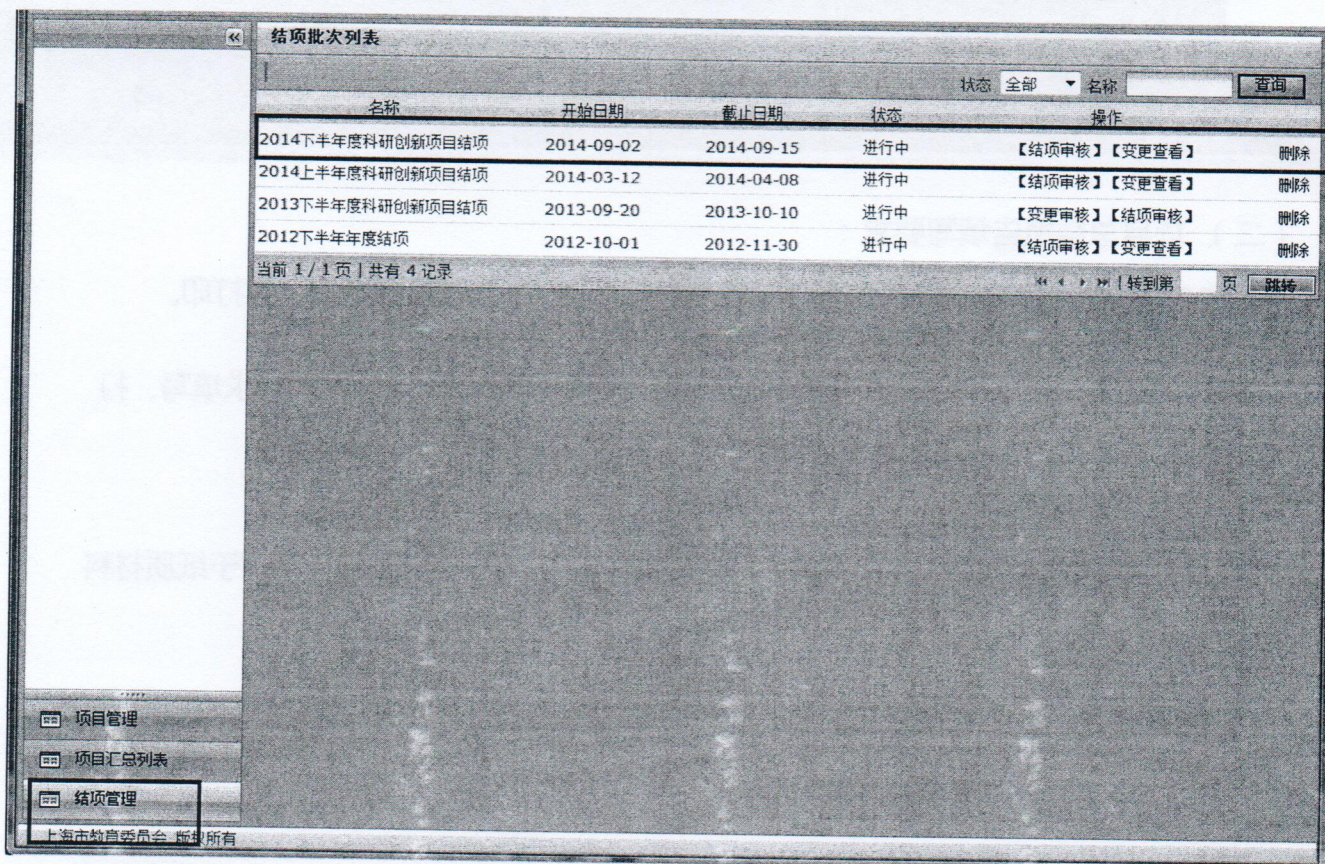 结项批次列表
状态 全部 名称 查询
名称 开始日期 截止日期 状态 操作
2014下半年度科研创新项目结项 2014-09-02 2014-09-15 进行中 【结项审核】【变更查看】 删除
2014上半年度科研创新项目结项 2014-03-12 2014-04-08 进行中 【结项审核】【变更查看】 删除
2013下半年度科研创新项目结项 2013-09-20 2013-10-10 进行中 【变更审核】【结项审核】 删除
2012下半年年度结项 2012-10-01 2012-11-30 进行中 【结项审核】【变更查看】 删除
当前 1/1页|共有 4 记录 |转到第 页 跳转
项目管理
项目汇总列表
结项管理
上海市教育委员会 版权所有